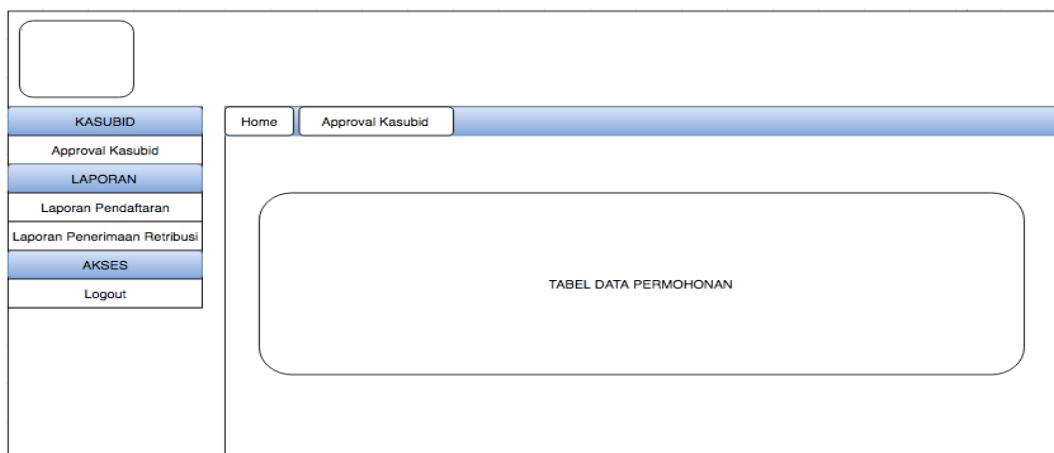 KASUBID
Approval Kasubid
LAPORAN
Laporan Pendaftaran
Laporan Penerimaan Retribusi
AKSES
Logout
Home
Approval Kasubid
TABEL DATA PERMOHONAN